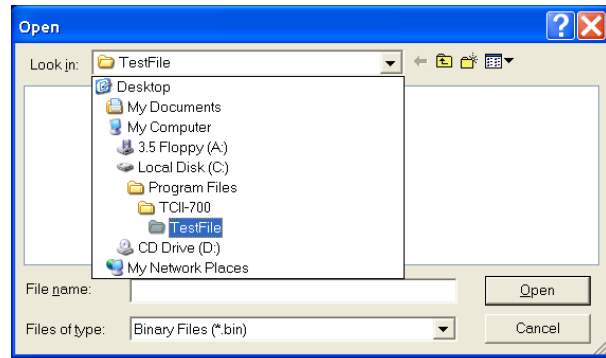 Open
Look in: TestFile
Desktop
My Documents
My Computer
3.5 Floppy (A:)
Local Disk (C:)
Program Files
TCII-700
TestFile
CD Drive (D:)
My Network Places
File name: Open
Files of type: Binary Files (*.bin) Cancel